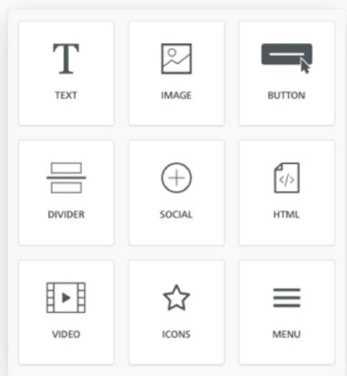 TEXT
IMAGE
BUTTON
DIVIDER
SOCIAL
HTML
VIDEO
ICONS
MENU